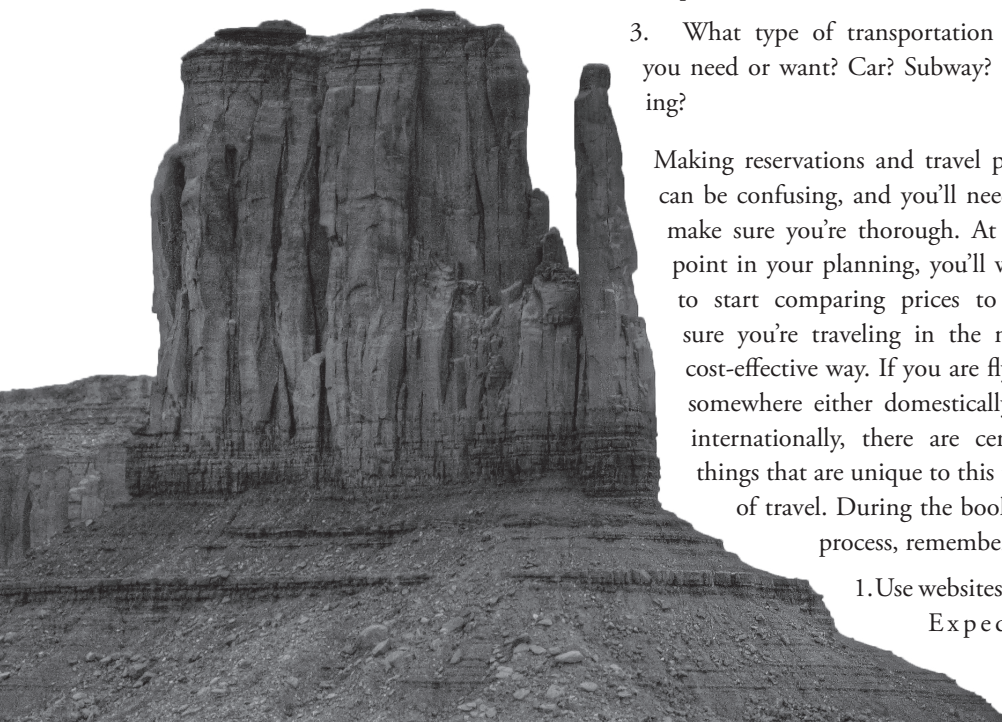 3. What type of transportation
you need or want? Car? Subway?
ing?
Making reservations and travel p
can be confusing, and you'll nee
make sure you're thorough. At
point in your planning, you'll w
to start comparing prices to
sure you're traveling in the m
cost-effective way. If you are fly
somewhere either domestically
internationally, there are cer
things that are unique to this
of travel. During the book
process, remember
1. Use websites
Exped